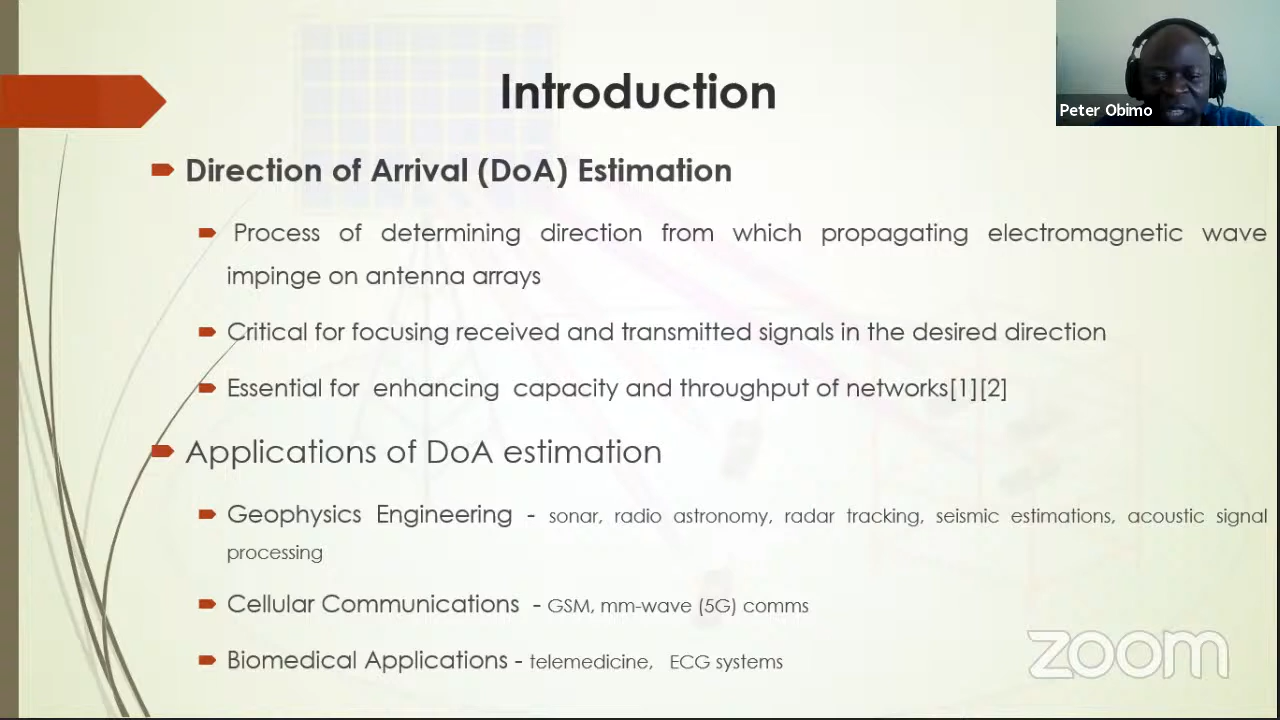 Introduction
Peter Obimo
Direction of Arrival (DoA) Estimation
Process of determining direction from which propagating electromagnetic wave
impinge on antenna arrays
Critical for focusing received and transmitted signals in the desired direction
Essential for enhancing capacity and throughput of networks[1][2]
Applications of DoA estimation
Geophysics Engineering - sonar, radio astronomy, radar tracking, seismic estimations, acoustic signal
processing
Cellular Communications - GSM, mm-wave (5G) comms
Biomedical Applications - telemedicine, ECG systems
zoom